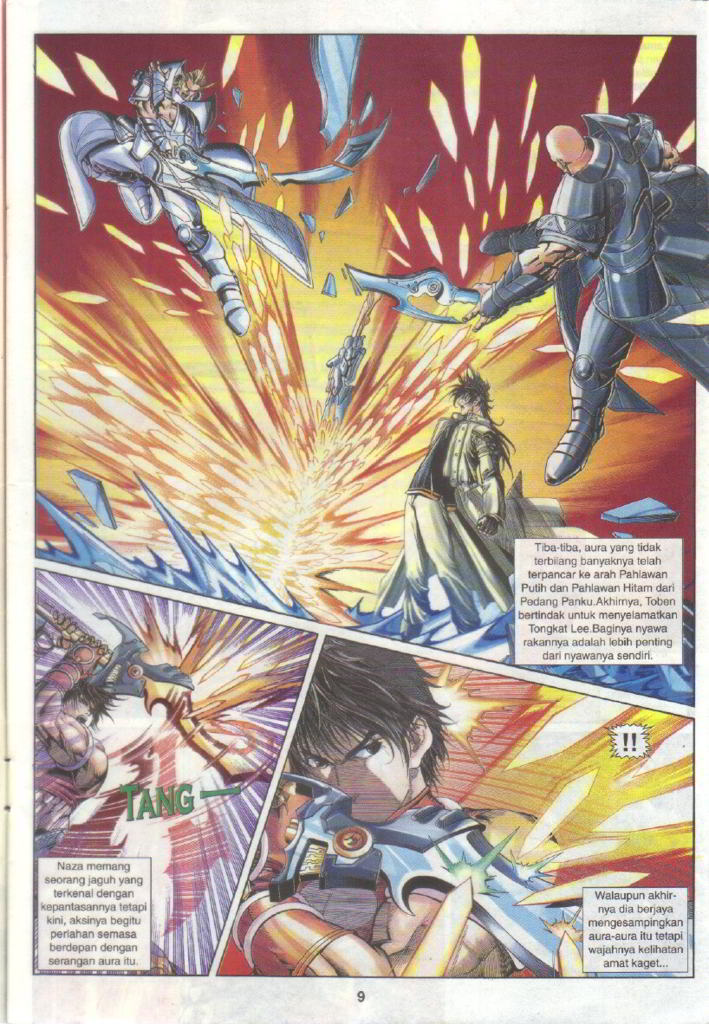 Tiba-tiba, aura yang tidak
terbilang banyaknya telah
terpancar ke arah Pahlawan
Putih dan Pahlawan Hitam dari
Pedang Panku.Akhirnya, Toben
bertindak untuk menyelamatkan
Tongkat Lee.Baginya nyawa
rakannya adalah lebih penting
dari nyawanya sendiri.
!!
TANG
Naza memang
seorang jaguh yang
terkenal dengan
kepantasannya tetapi
kini, aksinya begitu
perlahan semasa
berdepan dengan
serangan aura itu.
Walaupun akhir-
nya dia berjaya
mengesampingkan
aura-aura itu tetapi
wajahnya kelihatan
amat kaget...
9